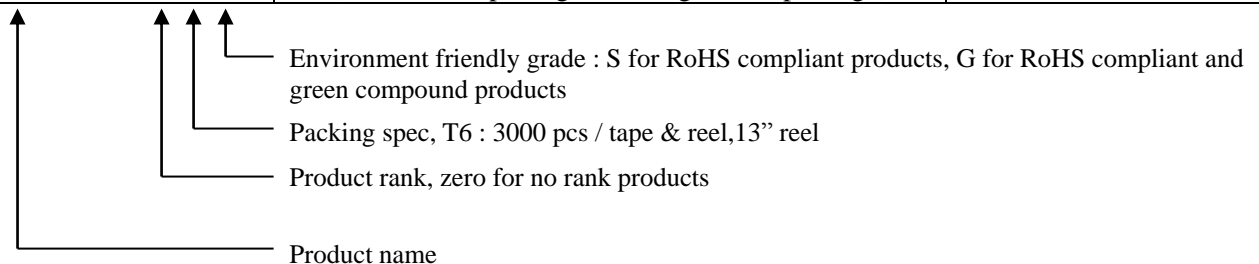 Environment friendly grade : S for RoHS compliant products, G for RoHS compliant and
green compound products
Packing spec, T6 : 3000 pcs / tape & reel,13” reel
Product rank, zero for no rank products
Product name